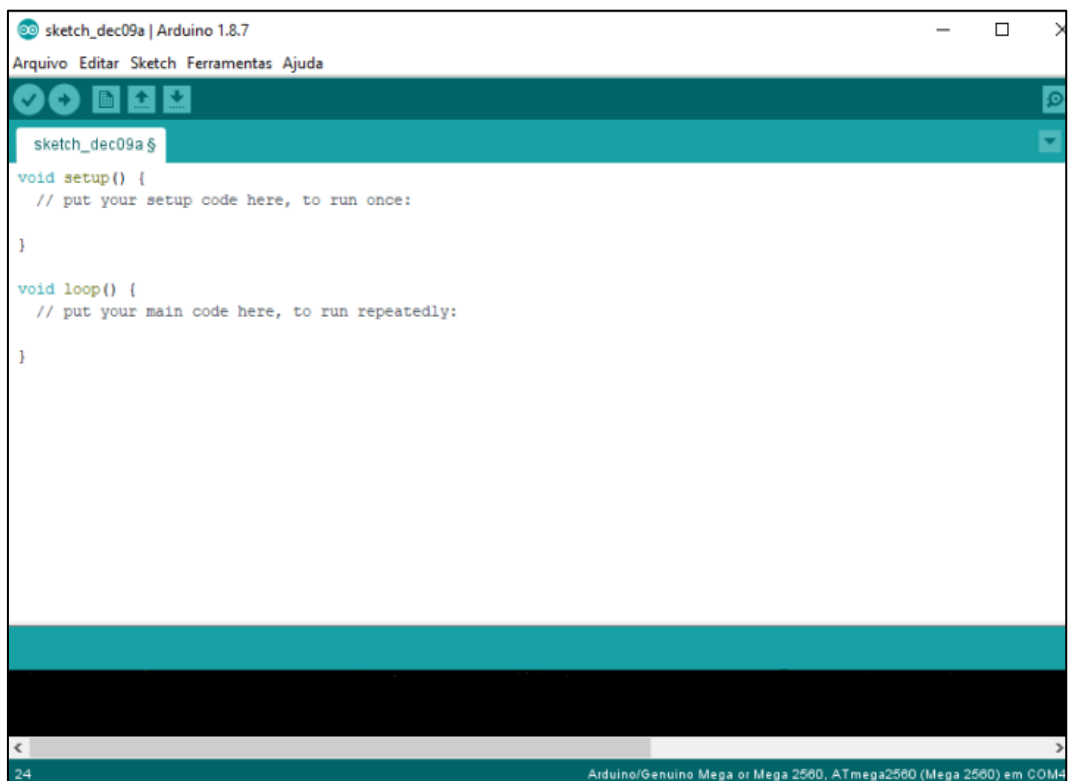 sketch_dec09a | Arduino 1.8.7
Arquivo Editar Sketch Ferramentas Ajuda
sketch_dec09a §
void setup() {
// put your setup code here, to run once:
}
void loop() {
// put your main code here, to run repeatedly:
}
24
Arduino/Genuino Mega or Mega 2560, ATmega2560 (Mega 2560) em COM4